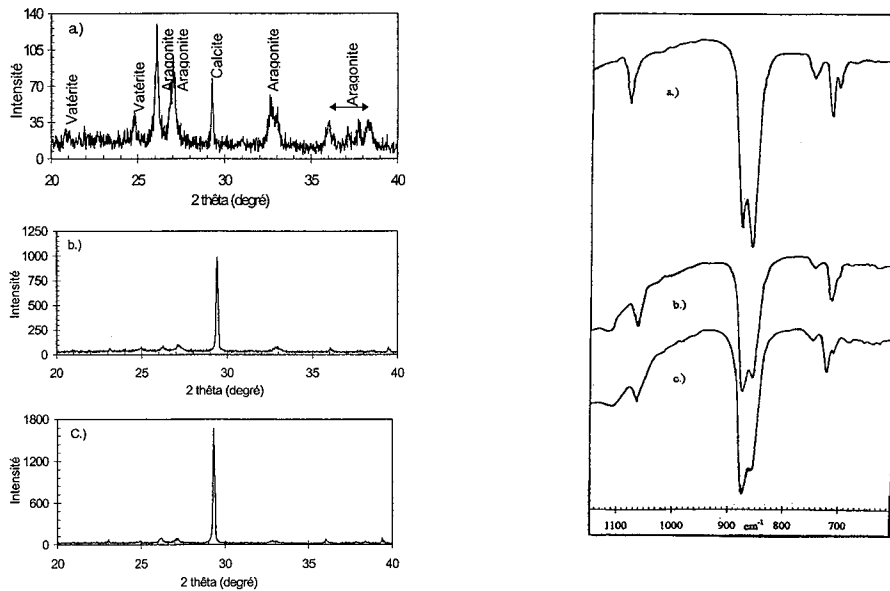 140
105
70
35
0
Intensité
a.)
Vatérite
Vatérite
Aragonite
Aragonite
Calcite
Aragonite
Aragonite
20 25 30 35 40
2 thêta (degré)
1250
1000
750
500
250
0
Intensité
b.)
20 25 30 35 40
2 thêta (degré)
1800
1200
600
0
Intensité
C.)
20 25 30 35 40
2 thêta (degré)
a.)
b.)
c.)
1100 1000 900 cm⁻¹ 800 700